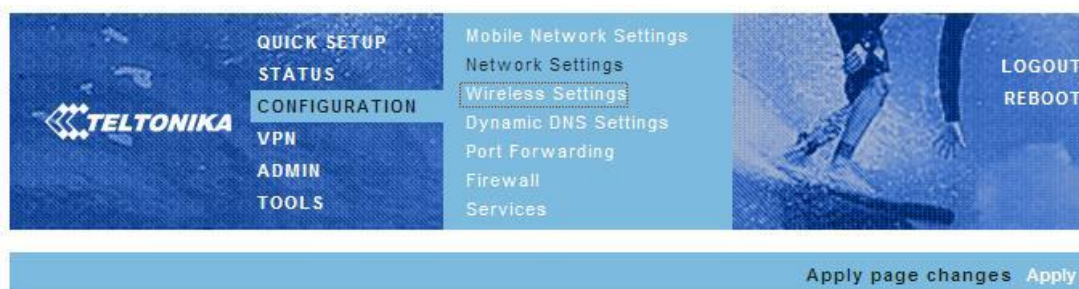 TELTONIKA
QUICK SETUP
STATUS
CONFIGURATION
VPN
ADMIN
TOOLS
Mobile Network Settings
Network Settings
Wireless Settings
Dynamic DNS Settings
Port Forwarding
Firewall
Services
LOGOUT
REBOOT
Apply page changes Apply